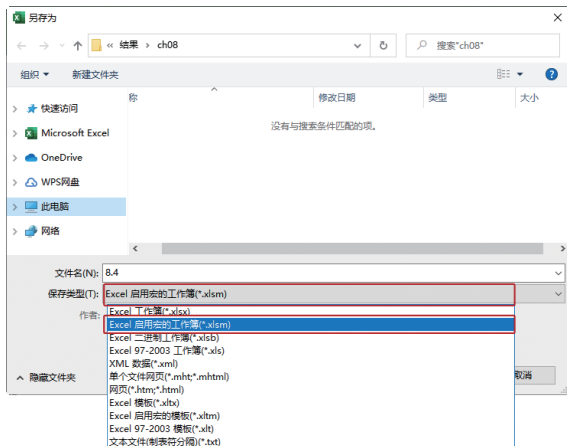 另存为
« 结果 › ch08
搜索"ch08"
组织
新建文件夹
快速访问
Microsoft Excel
OneDrive
WPS网盘
此电脑
网络
称
修改日期
类型
大小
没有与搜索条件匹配的项。
文件名(N): 8.4
保存类型(T): Excel 启用宏的工作簿(*.xlsm)
作者:
Excel 工作簿(*.xlsx)
Excel 启用宏的工作簿(*.xlsm)
Excel 二进制工作簿(*.xlsb)
Excel 97-2003 工作簿(*.xls)
XML 数据(*.xml)
单个文件网页(*.mht;*.mhtml)
网页(*.htm;*.html)
Excel 模板(*.xltx)
Excel 启用宏的模板(*.xltm)
Excel 97-2003 模板(*.xlt)
文本文件(制表符分隔)(*.txt)
隐藏文件夹
取消